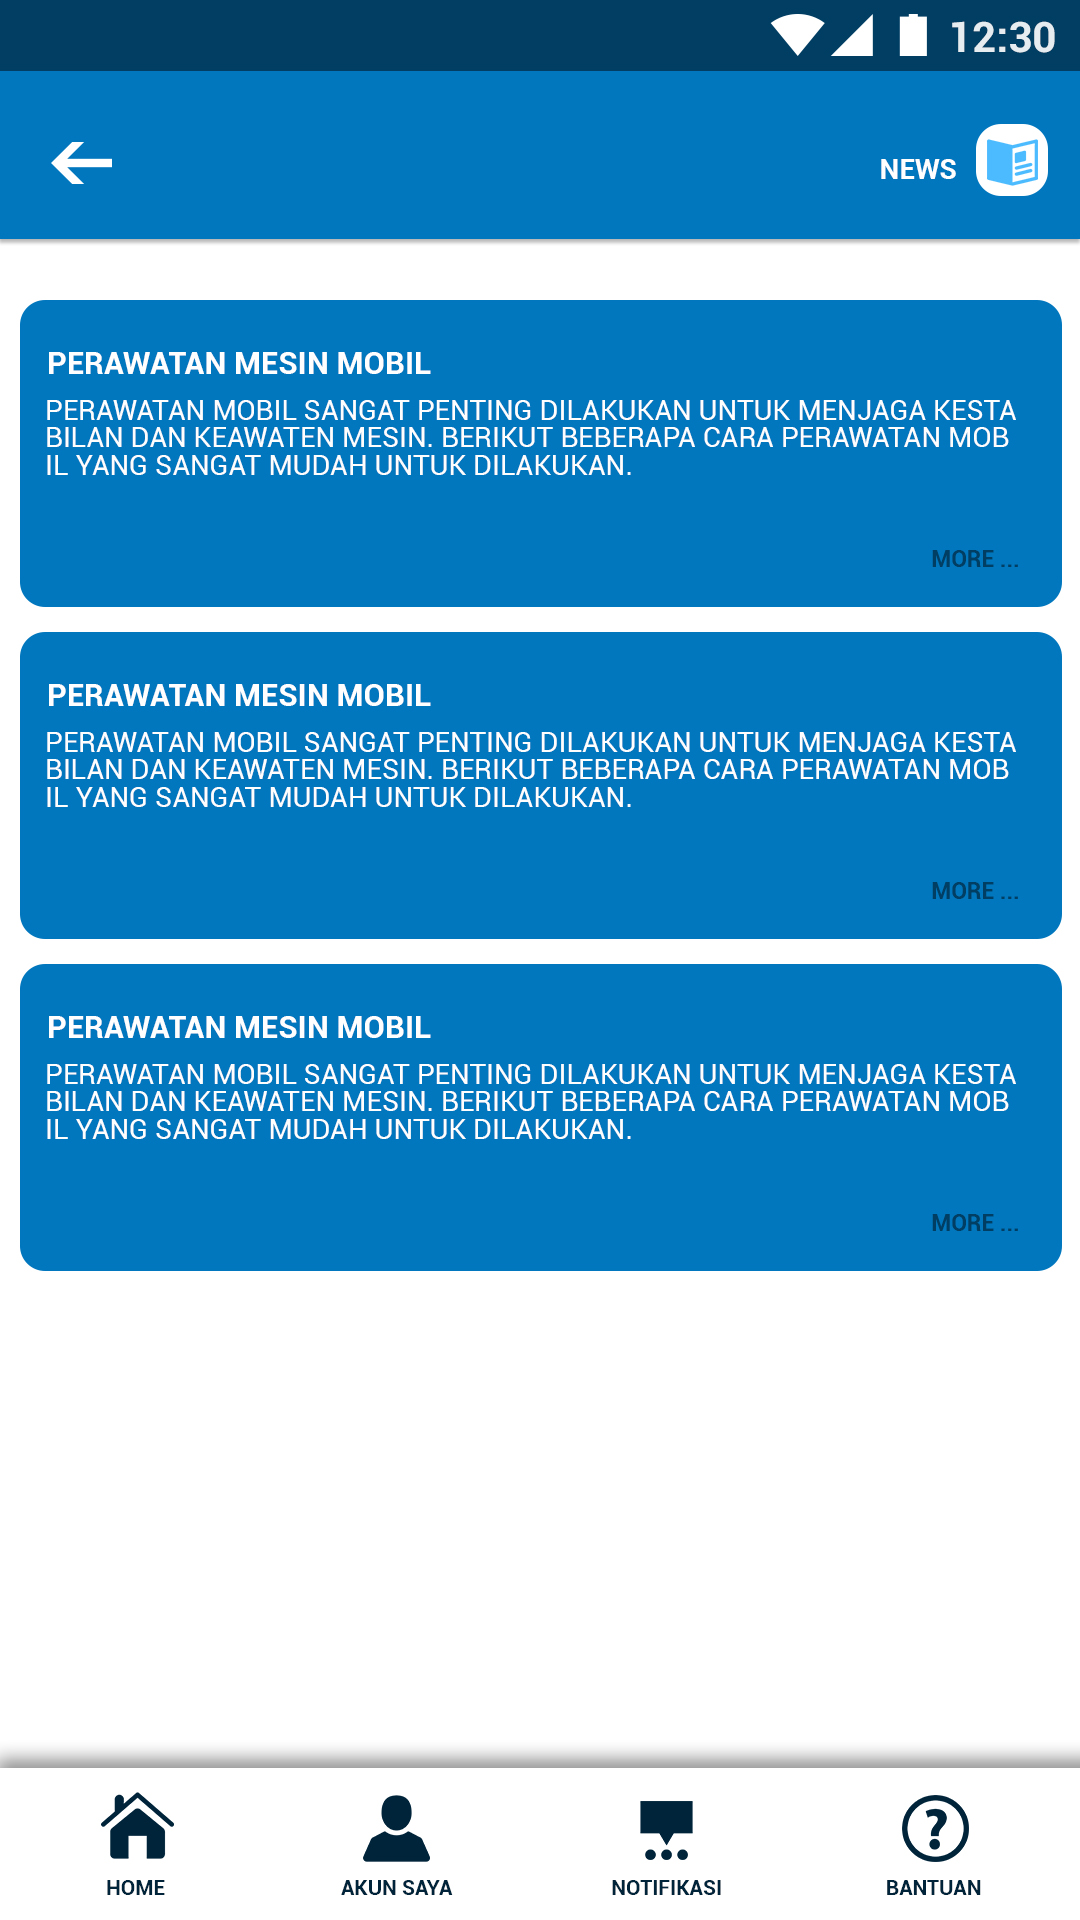 12:30
NEWS
PERAWATAN MESIN MOBIL
PERAWATAN MOBIL SANGAT PENTING DILAKUKAN UNTUK MENJAGA KESTA
BILAN DAN KEAWATEN MESIN. BERIKUT BEBERAPA CARA PERAWATAN MOB
IL YANG SANGAT MUDAH UNTUK DILAKUKAN.
MORE ...
PERAWATAN MESIN MOBIL
PERAWATAN MOBIL SANGAT PENTING DILAKUKAN UNTUK MENJAGA KESTA
BILAN DAN KEAWATEN MESIN. BERIKUT BEBERAPA CARA PERAWATAN MOB
IL YANG SANGAT MUDAH UNTUK DILAKUKAN.
MORE ...
PERAWATAN MESIN MOBIL
PERAWATAN MOBIL SANGAT PENTING DILAKUKAN UNTUK MENJAGA KESTA
BILAN DAN KEAWATEN MESIN. BERIKUT BEBERAPA CARA PERAWATAN MOB
IL YANG SANGAT MUDAH UNTUK DILAKUKAN.
MORE ...
HOME
AKUN SAYA
NOTIFIKASI
BANTUAN